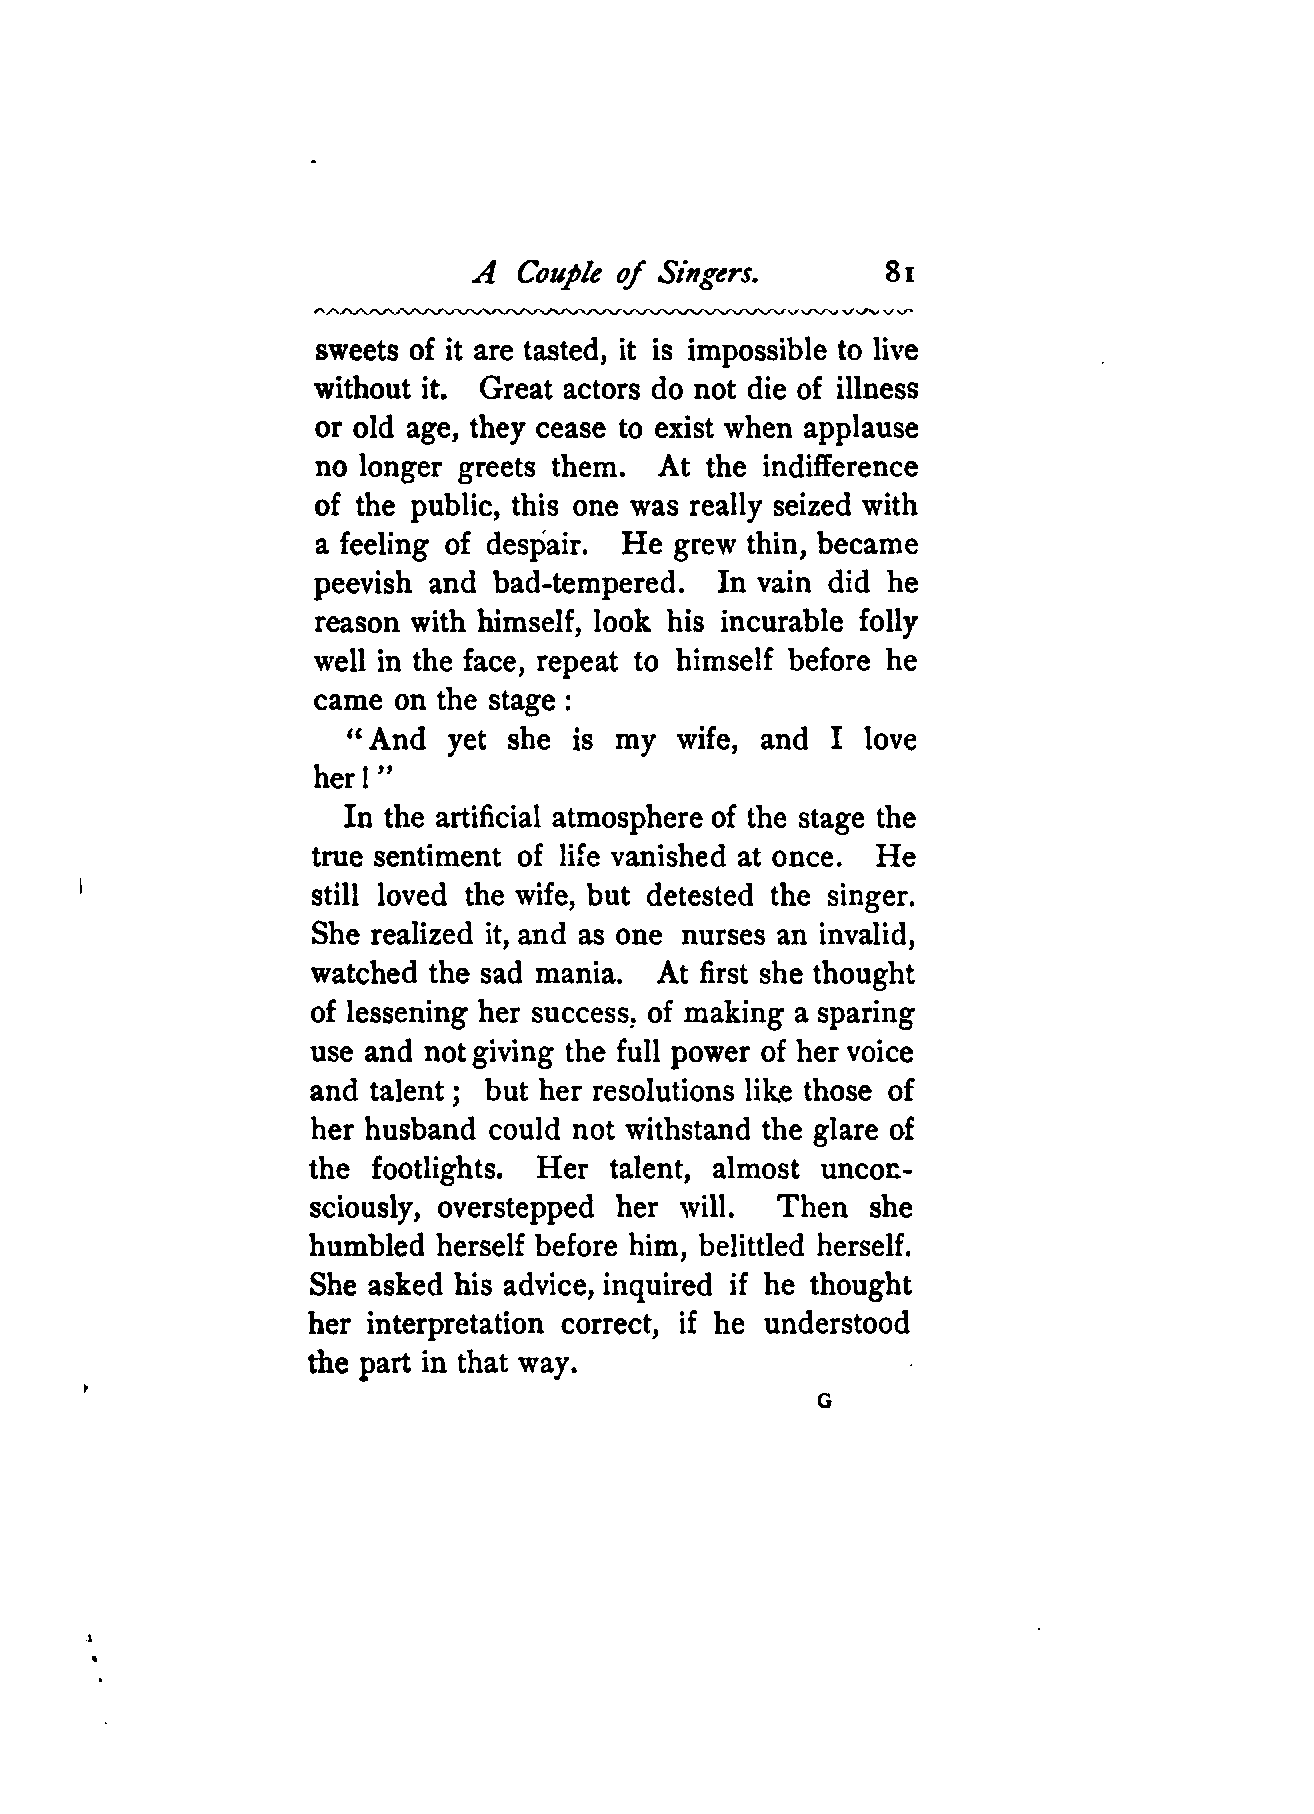 A Couple of Singers. 81
sweets of it are tasted, it is impossible to live
without it. Great actors do not die of illness
or old age, they cease to exist when applause
no longer greets them. At the indifference
of the public, this one was really seized with
a feeling of despair. He grew thin, became
peevish and bad-tempered. In vain did he
reason with himself, look his incurable folly
well in the face, repeat to himself before he
came on the stage :
“And yet she is my wife, and I love
her ! ”
In the artificial atmosphere of the stage the
true sentiment of life vanished at once. He
still loved the wife, but detested the singer.
She realized it, and as one nurses an invalid,
watched the sad mania. At first she thought
of lessening her success, of making a sparing
use and not giving the full power of her voice
and talent ; but her resolutions like those of
her husband could not withstand the glare of
the footlights. Her talent, almost uncon-
sciously, overstepped her will. Then she
humbled herself before him, belittled herself.
She asked his advice, inquired if he thought
her interpretation correct, if he understood
the part in that way.
G